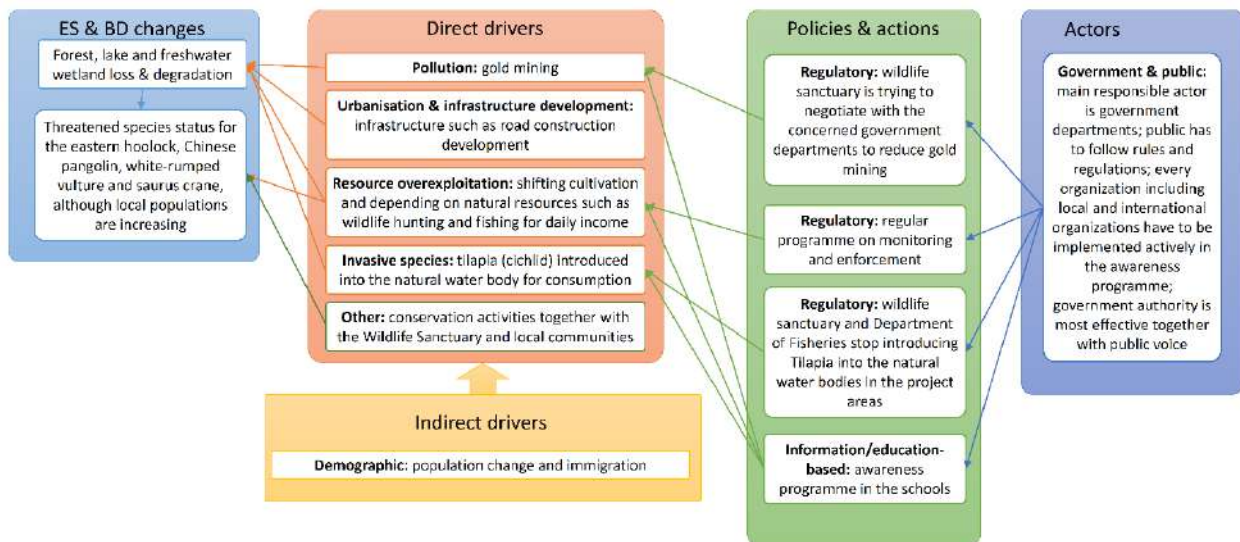 ES & BD changes
Forest, lake and freshwater
wetland loss & degradation
Threatened species status for
the eastern hoolock, Chinese
pangolin, white-rumped
vulture and saurus crane,
although local populations
are increasing
Direct drivers
Pollution: gold mining
Urbanisation & infrastructure development:
infrastructure such as road construction
development
Resource overexploitation: shifting cultivation
and depending on natural resources such as
wildlife hunting and fishing for daily income
Invasive species: tilapia (cichlid) introduced
into the natural water body for consumption
Other: conservation activities together with
the Wildlife Sanctuary and local communities
Indirect drivers
Demographic: population change and immigration
Policies & actions
Regulatory: wildlife
sanctuary is trying to
negotiate with the
concerned government
departments to reduce gold
mining
Regulatory: regular
programme on monitoring
and enforcement
Regulatory: wildlife
sanctuary and Department
of Fisheries stop introducing
Tilapia into the natural
water bodies in the project
areas
Information/education-
based: awareness
programme in the schools
Actors
Government & public:
main responsible actor
is government
departments; public has
to follow rules and
regulations; every
organization including
local and international
organizations have to be
implemented actively in
the awareness
programme;
government authority is
most effective together
with public voice